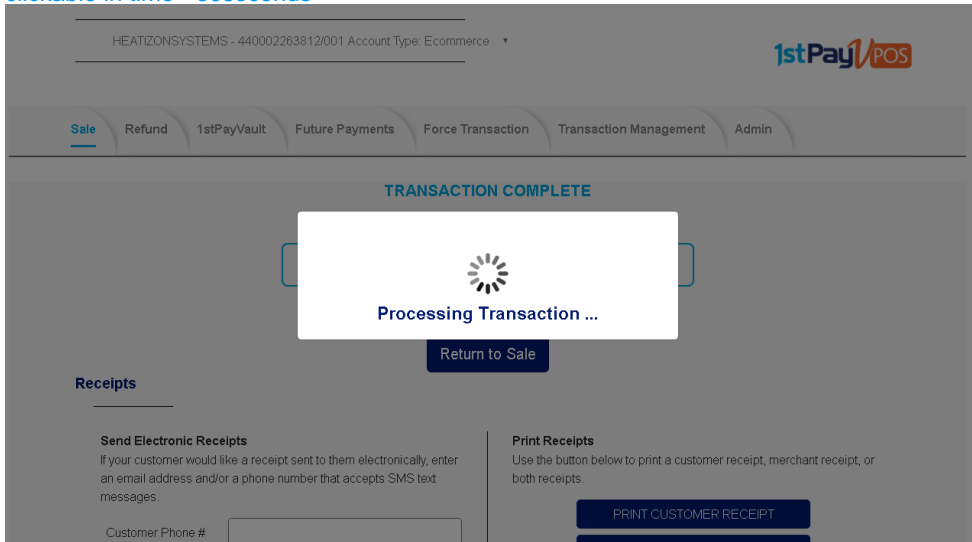 HEATIZONSYSTEMS - 440002263812/001 Account Type: Ecommerce
1stPay POS
Sale Refund 1stPayVault Future Payments Force Transaction Transaction Management Admin
TRANSACTION COMPLETE
Processing Transaction ...
Return to Sale
Receipts
Send Electronic Receipts
If your customer would like a receipt sent to them electronically, enter
an email address and/or a phone number that accepts SMS text
messages.
Customer Phone #
Print Receipts
Use the button below to print a customer receipt, merchant receipt, or
both receipts.
PRINT CUSTOMER RECEIPT